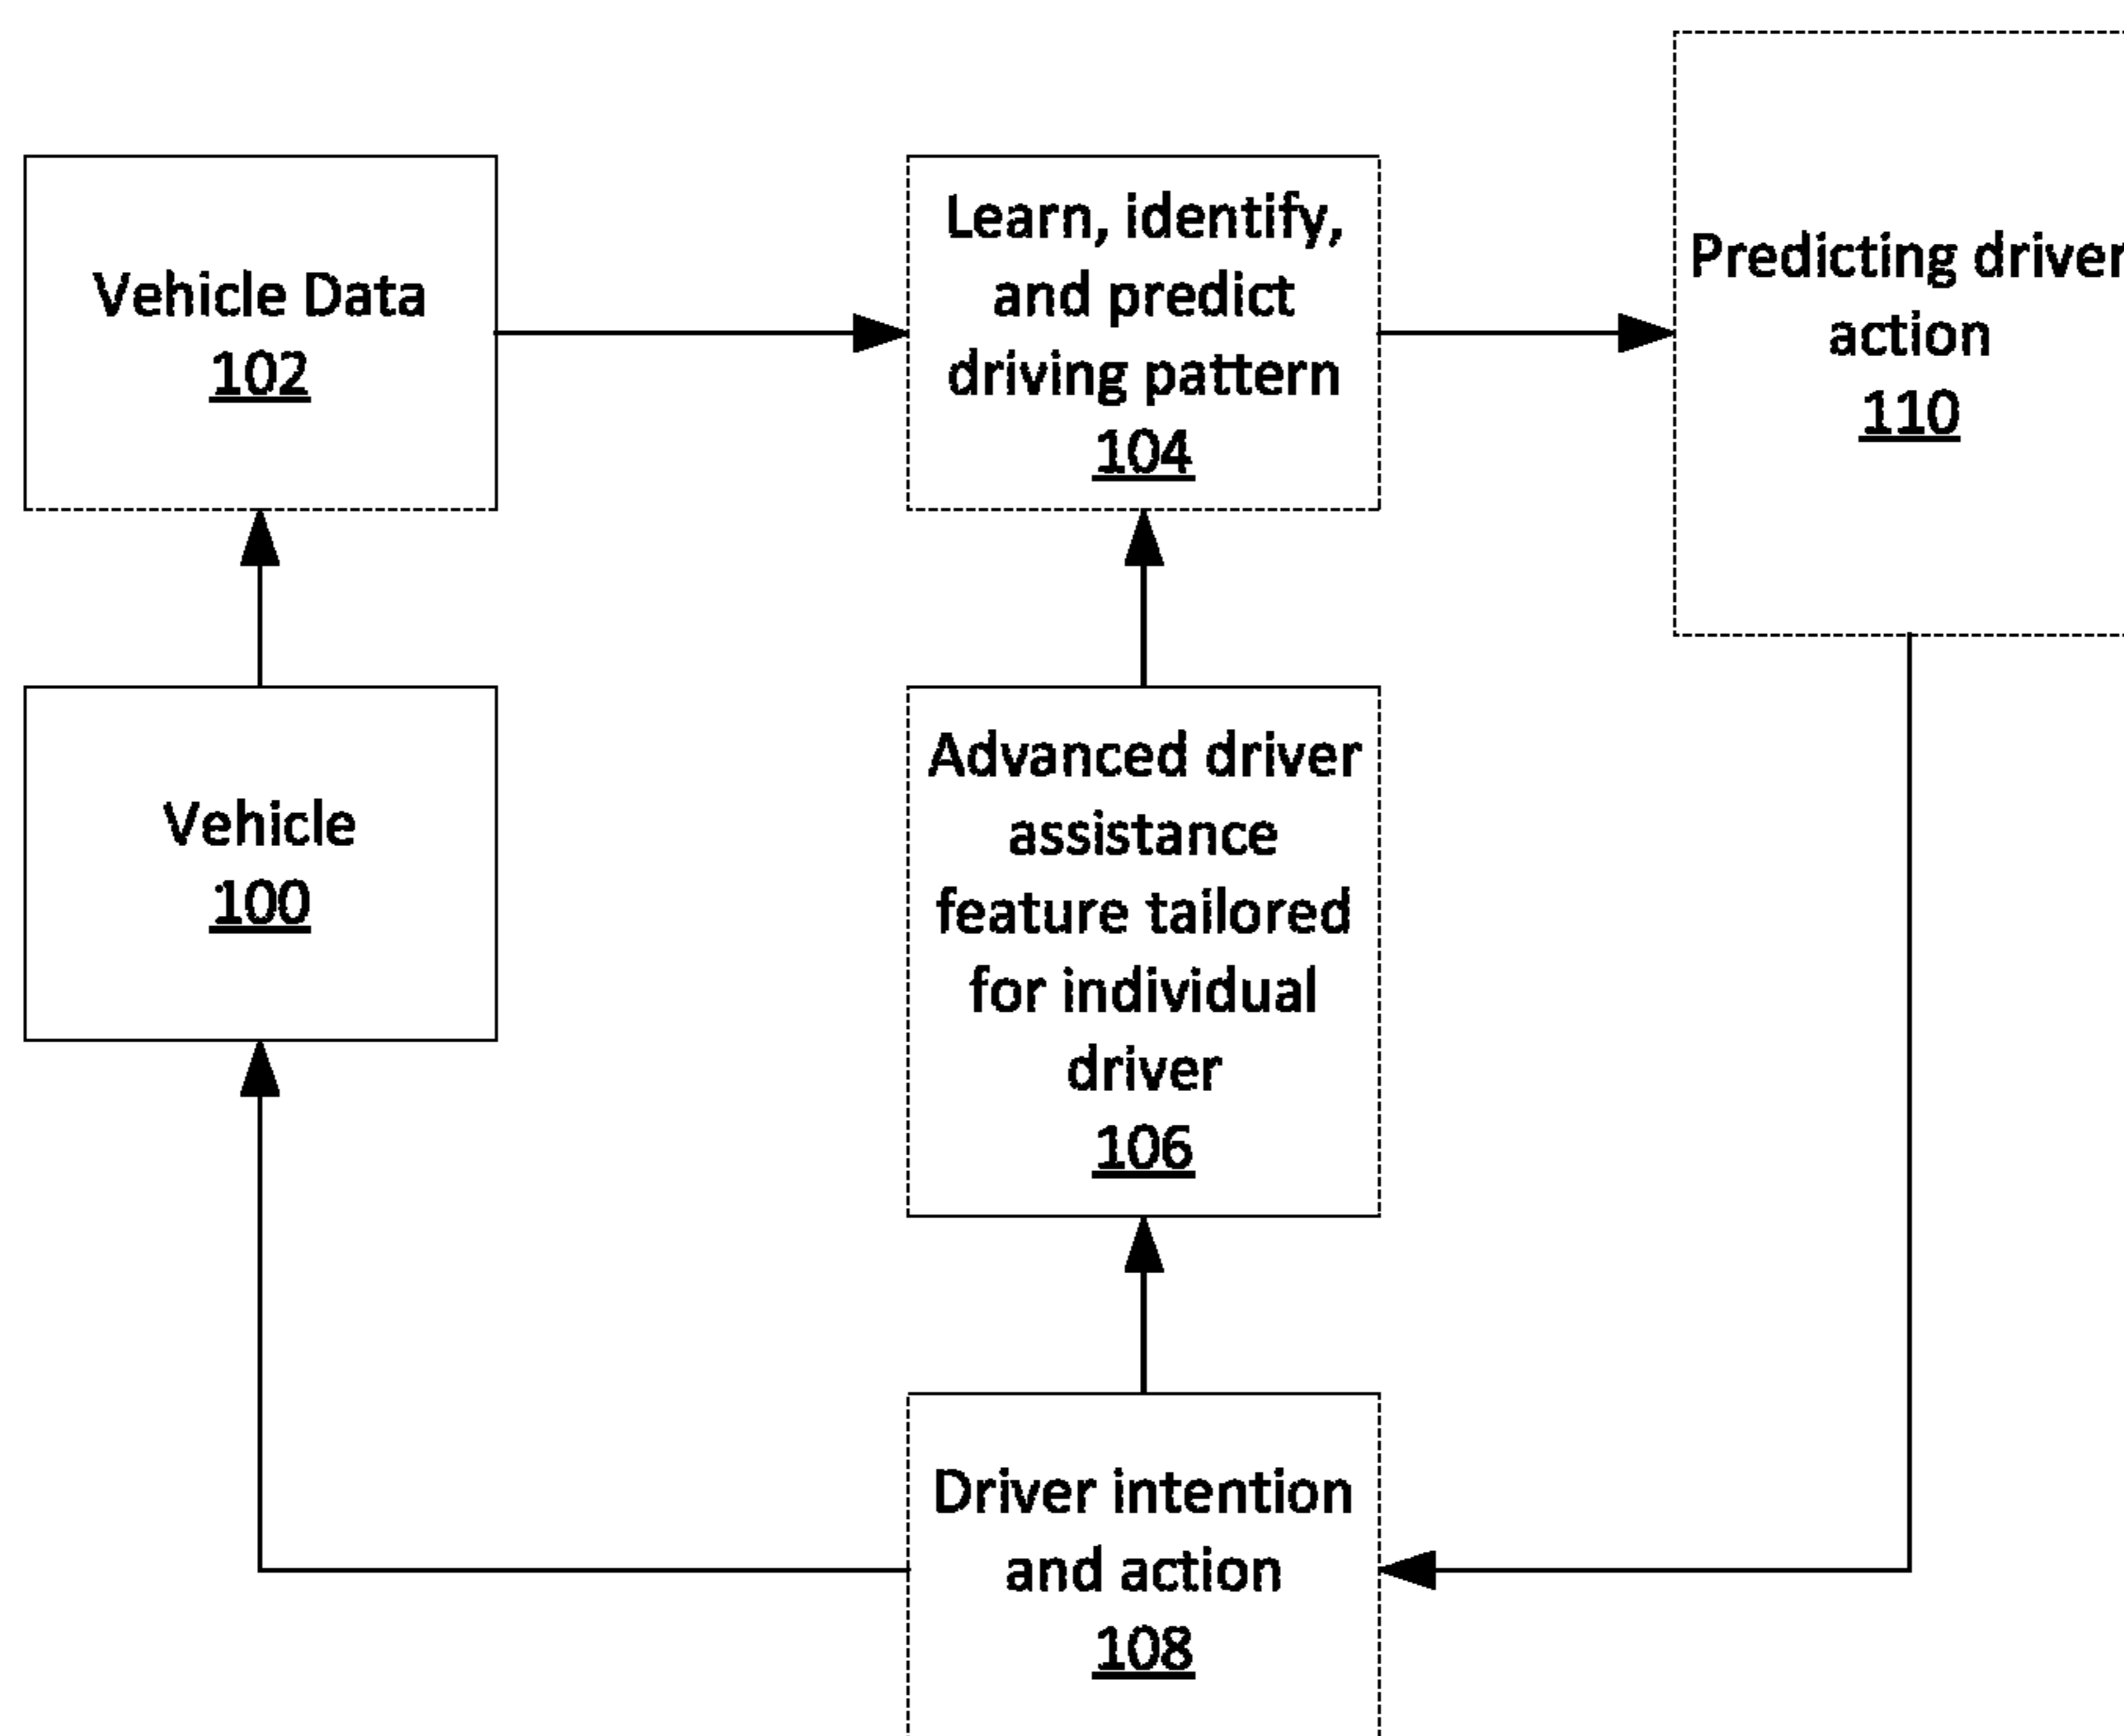 Vehicle Data
102
Learn, identify,
and predict
driving pattern
104
Predicting driver
action
110
Vehicle
100
Advanced driver
assistance
feature tailored
for individual
driver
106
Driver intention
and action
108